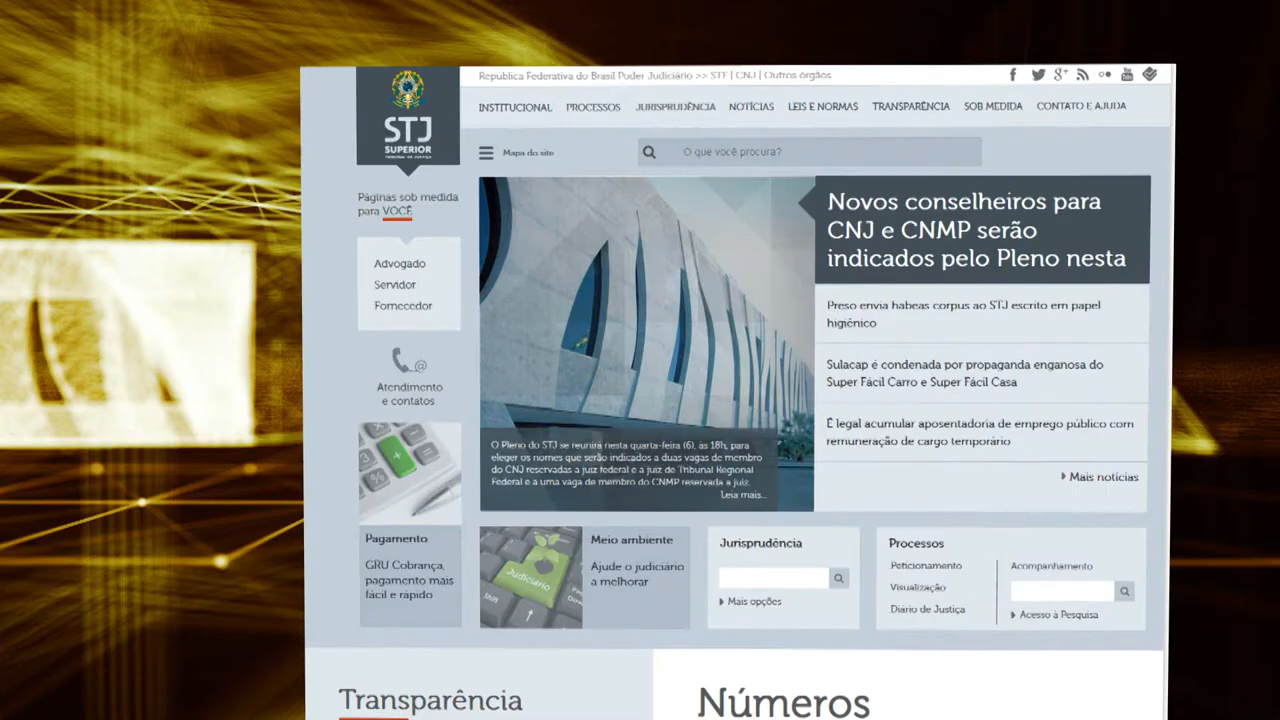 República Federativa do Brasil Poder Judiciário >> STF | CNJ | Outros órgãos
INSTITUCIONAL PROCESSOS JURISPRUDÊNCIA NOTÍCIAS LEIS E NORMAS TRANSPARÊNCIA SOB MEDIDA CONTATO E AJUDA
STJ
SUPERIOR
TRIBUNAL DA JUSTIÇA
Mapa do site
O que você procura?
Páginas sob medida
para VOCÊ
Advogado
Servidor
Fornecedor
Atendimento
e contatos
Novos conselheiros para
CNJ e CNMP serão
indicados pelo Pleno nesta
Preso envia habeas corpus ao STJ escrito em papel
higiênico
Sulacap é condenada por propaganda enganosa do
Super Fácil Carro e Super Fácil Casa
É legal acumular aposentadoria de emprego público com
remuneração de cargo temporário
Mais notícias
O Pleno do STJ se reunirá nesta quarta-feira (6), às 18h, para
eleger os nomes que serão indicados a duas vagas de membro
do CNJ reservadas a juiz federal e a juiz de Tribunal Regional
Federal e a uma vaga de membro do CNMP reservada a juiz
Leia mais...
Pagamento
GRU Cobrança,
pagamento mais
fácil e rápido
Judiciário
Meio ambiente
Ajude o judiciário
a melhorar
Jurisprudência
Mais opções
Processos
Peticionamento
Visualização
Diário de Justiça
Acompanhamento
Acesso à Pesquisa
Transparência
Números